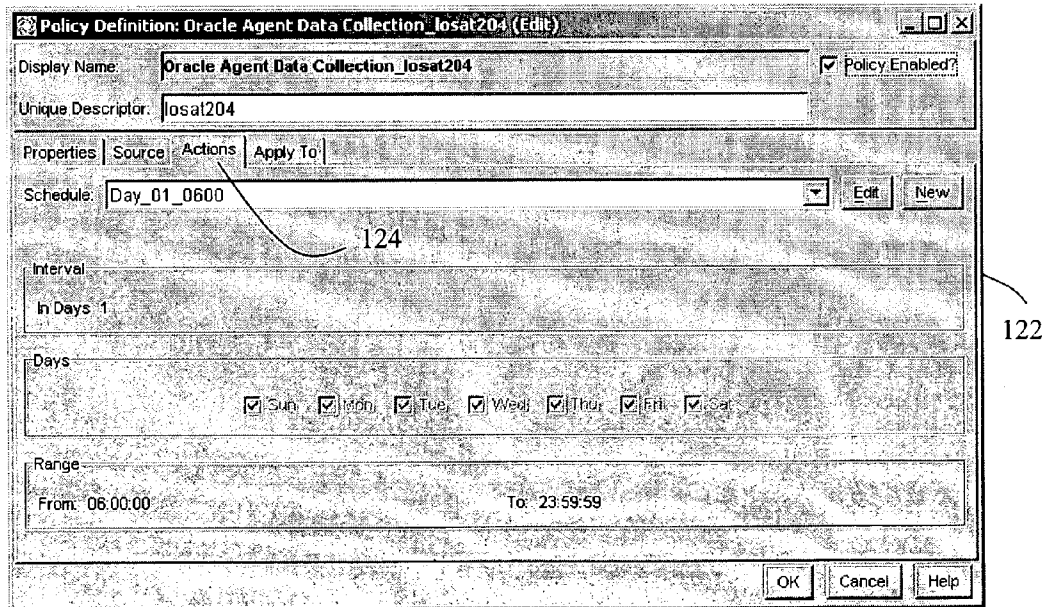 Policy Definition: Oracle Agent Data Collection_losat204 (Edit)
Display Name: Oracle Agent Data Collection_losat204 Policy Enabled?
Unique Descriptor: losat204
Properties Source Actions Apply To
Schedule: Day_01_0600 Edit New
124
Interval
In Days 1
122
Days
Sun Mon Tue Wed Thu Fri Sat
Range
From: 06:00:00 To: 23:59:59
OK Cancel Help